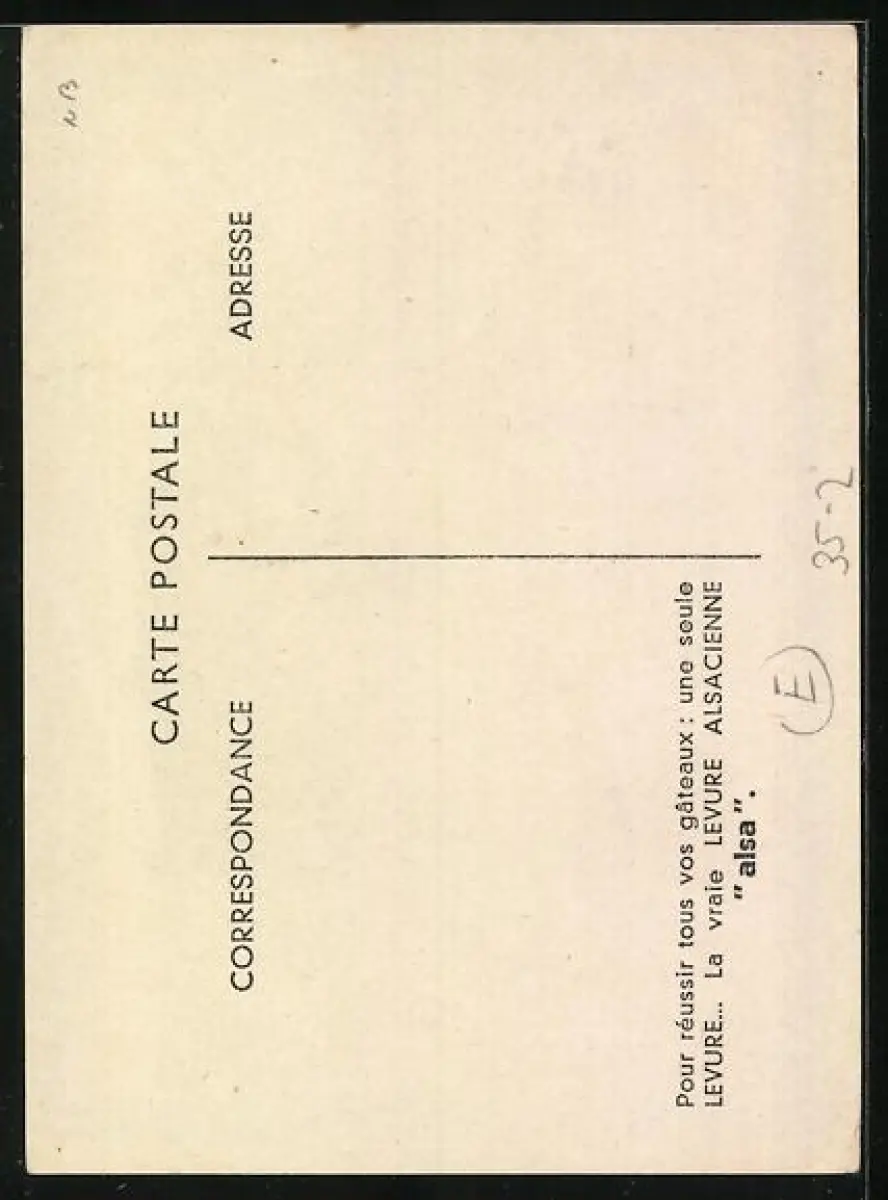 CARTE POSTALE
CORRESPONDANCE
ADRESSE
Pour réussir tous vos gâteaux : une seule
LEVURE... La vraie LEVURE ALSACIENNE
" alsa ".
E
35-2